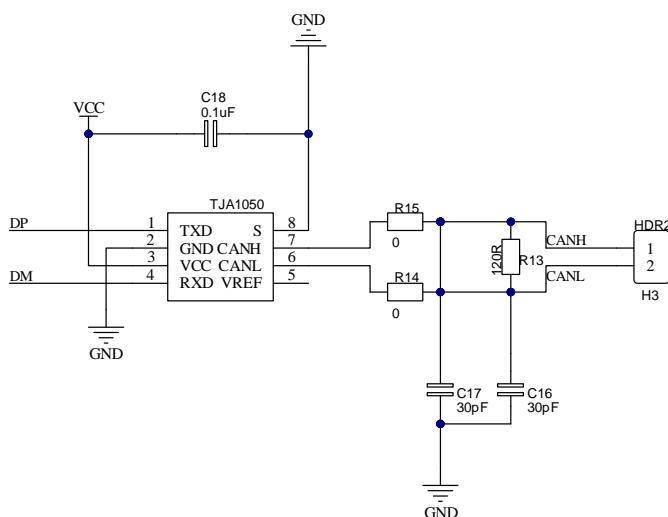 GND
C18
0.1uF
VCC
TJA1050
DP
1
TXD
S
8
2
GND
CANH
7
3
VCC
CANL
6
DM
4
RXD
VREF
5
GND
R15
0
R14
0
120R
R13
CANH
CANL
HDR2
1
2
H3
C17
30pF
C16
30pF
GND